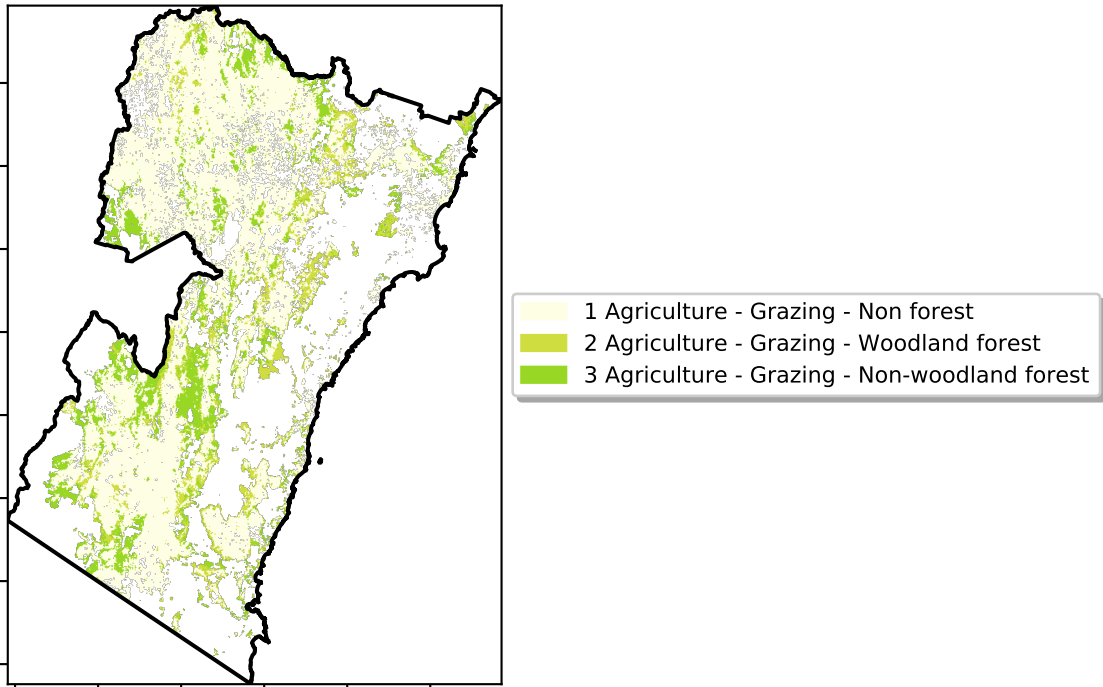 1 Agriculture - Grazing - Non forest
2 Agriculture - Grazing - Woodland forest
3 Agriculture - Grazing - Non-woodland forest